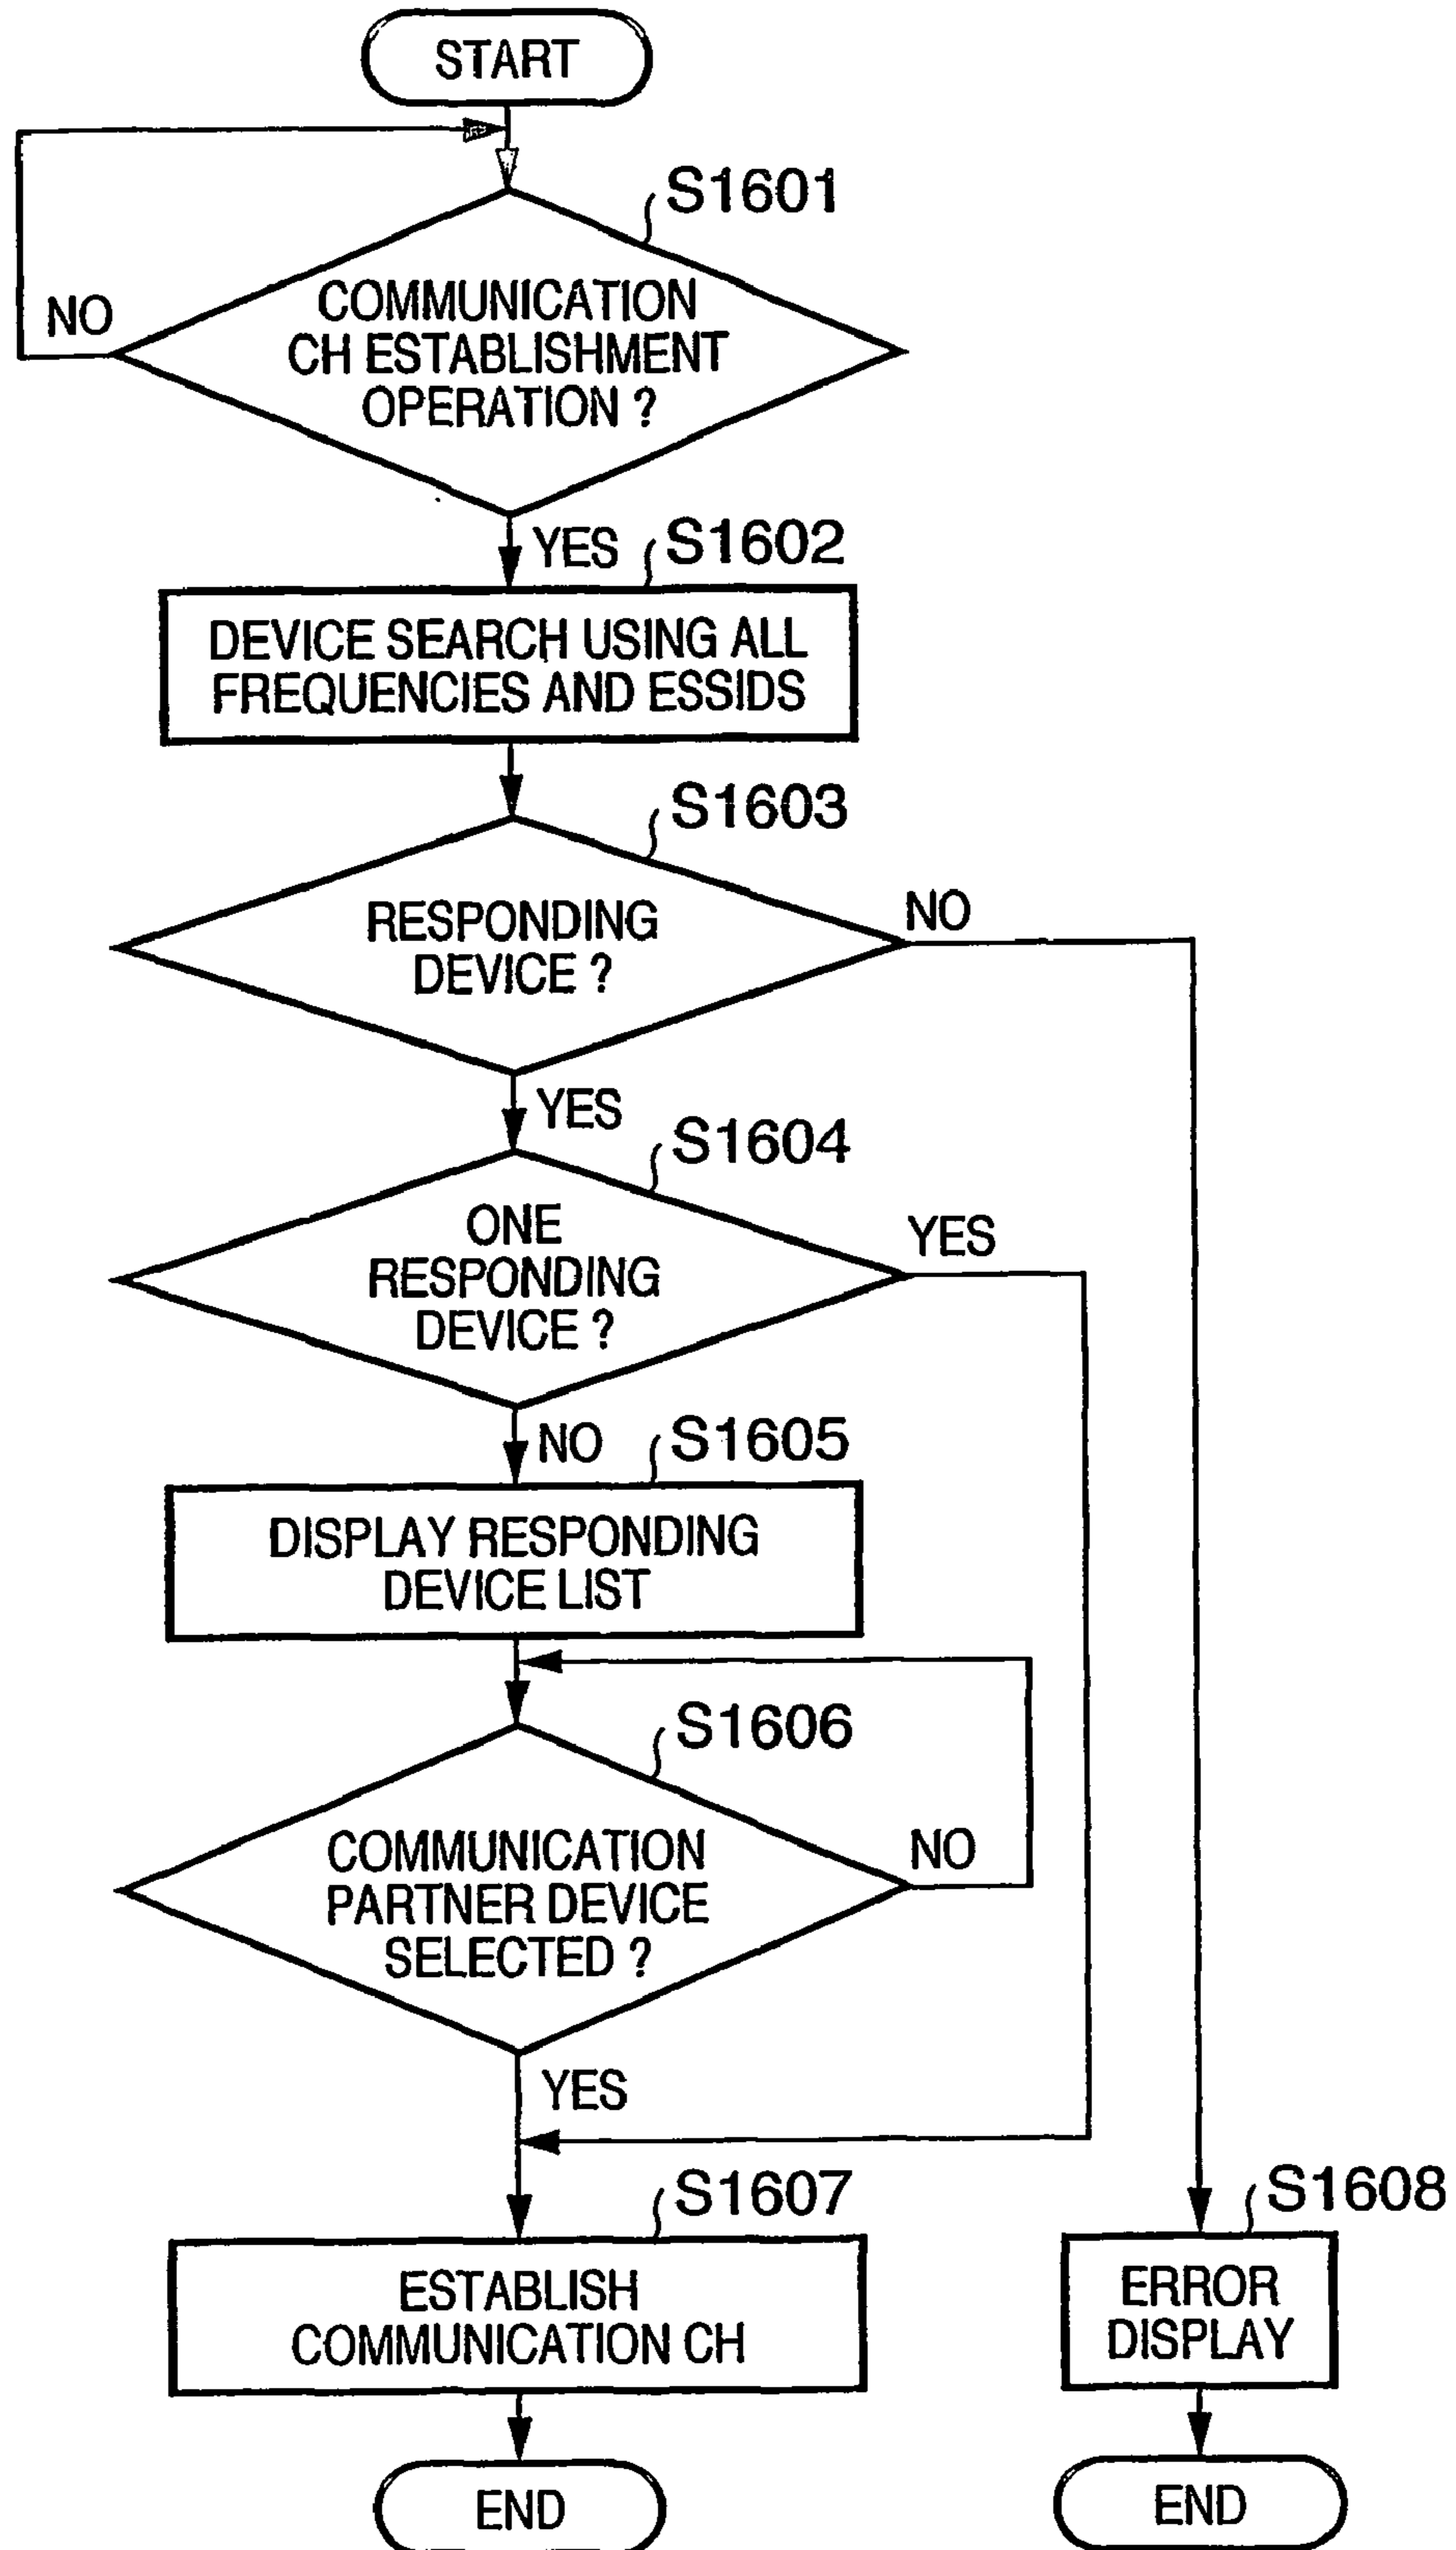 START
S1601
COMMUNICATION
CH ESTABLISHMENT
OPERATION ?
NO
YES
S1602
DEVICE SEARCH USING ALL
FREQUENCIES AND ESSIDS
S1603
RESPONDING
DEVICE ?
NO
YES
S1604
ONE
RESPONDING
DEVICE ?
YES
NO
S1605
DISPLAY RESPONDING
DEVICE LIST
S1606
COMMUNICATION
PARTNER DEVICE
SELECTED ?
NO
YES
S1607
ESTABLISH
COMMUNICATION CH
S1608
ERROR
DISPLAY
END
END